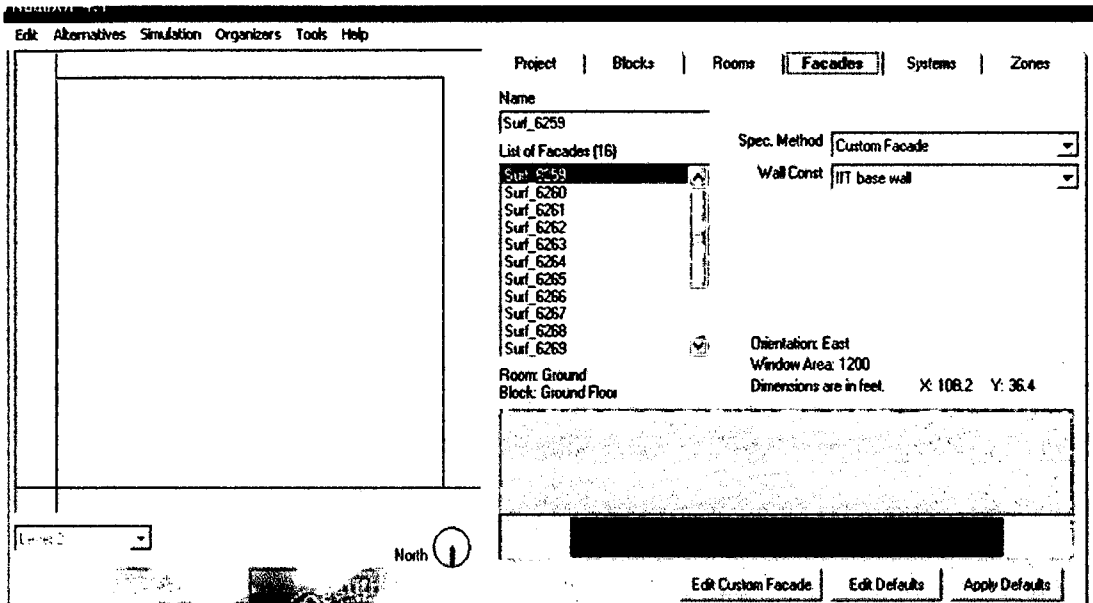 Edit Alternatives Simulation Organizers Tools Help
Project | Blocks | Rooms | Facades | Systems | Zones
Name
Surf_6259
List of Facades (16)
Surf_6259
Surf_6260
Surf_6261
Surf_6262
Surf_6263
Surf_6264
Surf_6265
Surf_6266
Surf_6267
Surf_6268
Surf_6269
Spec. Method Custom Facade
Wall Const IIT base wall
Orientation: East
Window Area: 1200
Dimensions are in feet. X: 108.2 Y: 36.4
Room: Ground
Block: Ground Floor
Level 2
North
Edit Custom Facade Edit Defaults Apply Defaults